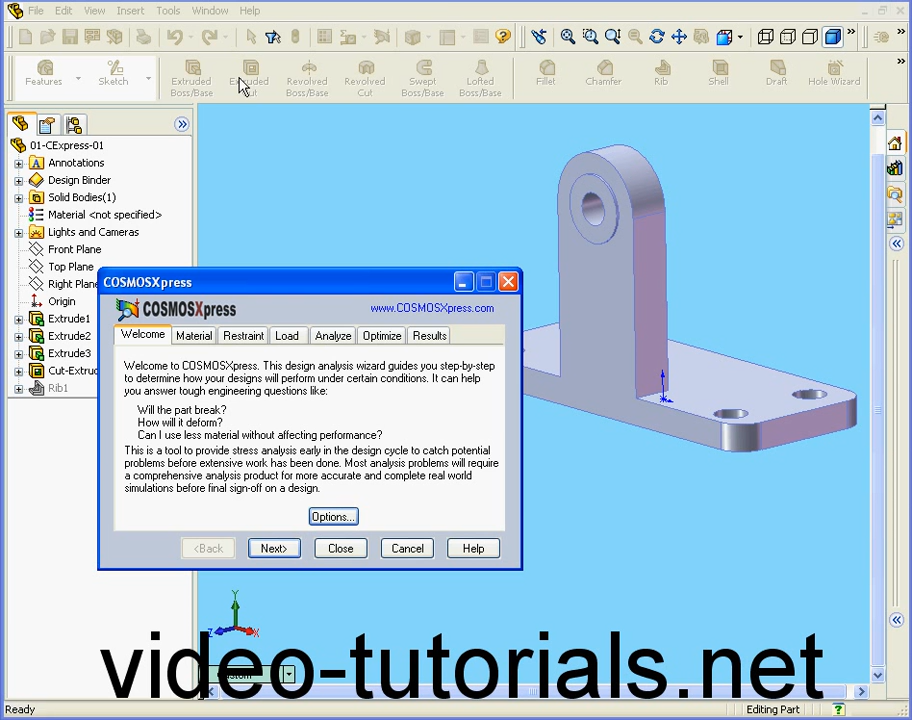 File Edit View Insert Tools Window Help
Features Sketch Extruded Boss/Base Extruded Cut Revolved Boss/Base Revolved Cut Swept Boss/Base Lofted Boss/Base Fillet Chamfer Rib Shell Draft Hole Wizard
01-CExpress-01
Annotations
Design Binder
Solid Bodies(1)
Material <not specified>
Lights and Cameras
Front Plane
Top Plane
Right Plane
Origin
Extrude1
Extrude2
Extrude3
Cut-Extrud
Rib1
COSMOSXpress
COSMOSXpress www.COSMOSXpress.com
Welcome Material Restraint Load Analyze Optimize Results
Welcome to COSMOSXpress. This design analysis wizard guides you step-by-step
to determine how your designs will perform under certain conditions. It can help
you answer tough engineering questions like:
Will the part break?
How will it deform?
Can I use less material without affecting performance?
This is a tool to provide stress analysis early in the design cycle to catch potential
problems before extensive work has been done. Most analysis problems will require
a comprehensive analysis product for more accurate and complete real world
simulations before final sign-off on a design.
Options...
<Back Next> Close Cancel Help
Y
Z X
video-tutorials.net
Ready Editing Part